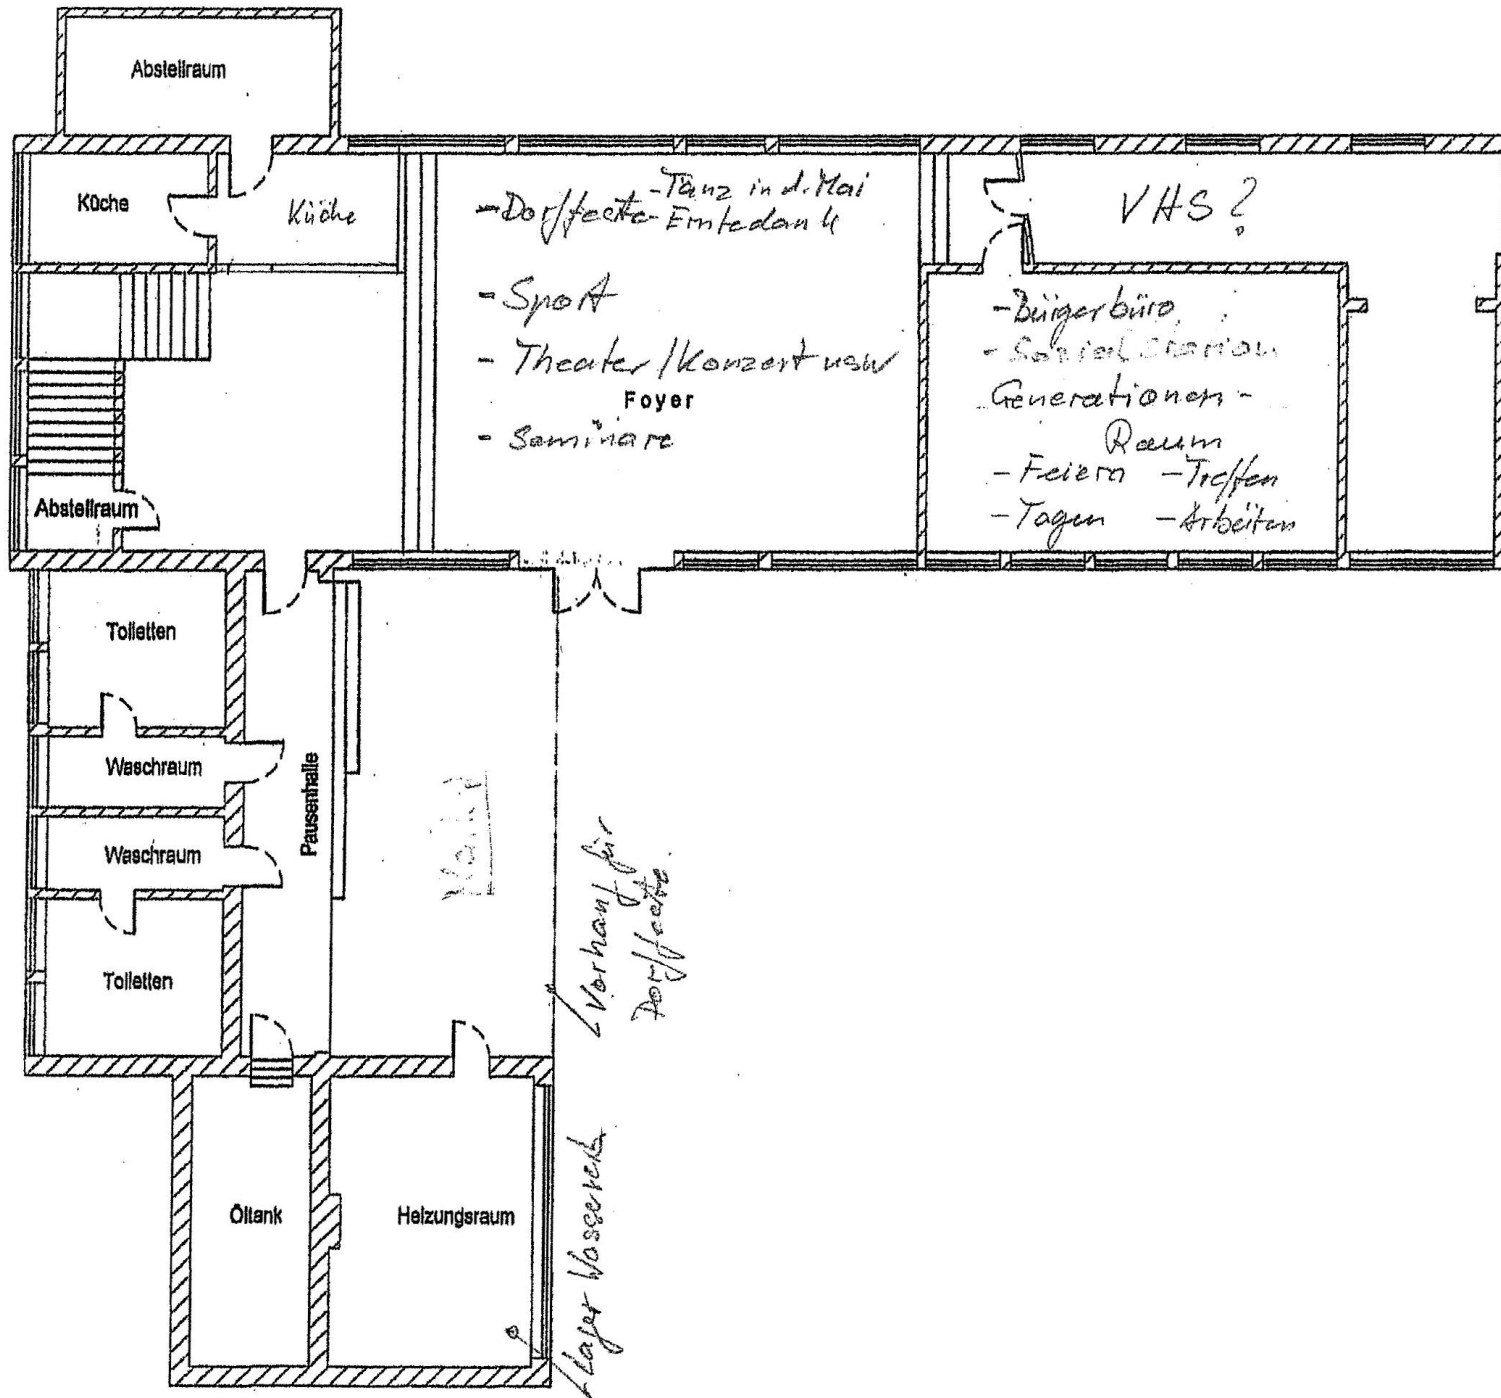 Abstellraum
Küche
Küche
- Tanz in d. Mai
- Dorffeste - Erntedank
- Sport
- Theater / Konzert usw
Foyer
- Seminare
VHS?
- Bürgerbüro
- Sozialstation
Generationen -
Raum
- Feiern - Treffen
- Tagen - Arbeiten
Abstellraum
Toiletten
Waschraum
Waschraum
Toiletten
Pausenhalle
Vorhang für
Dorffeste
Öltank
Heizungsraum
Lager